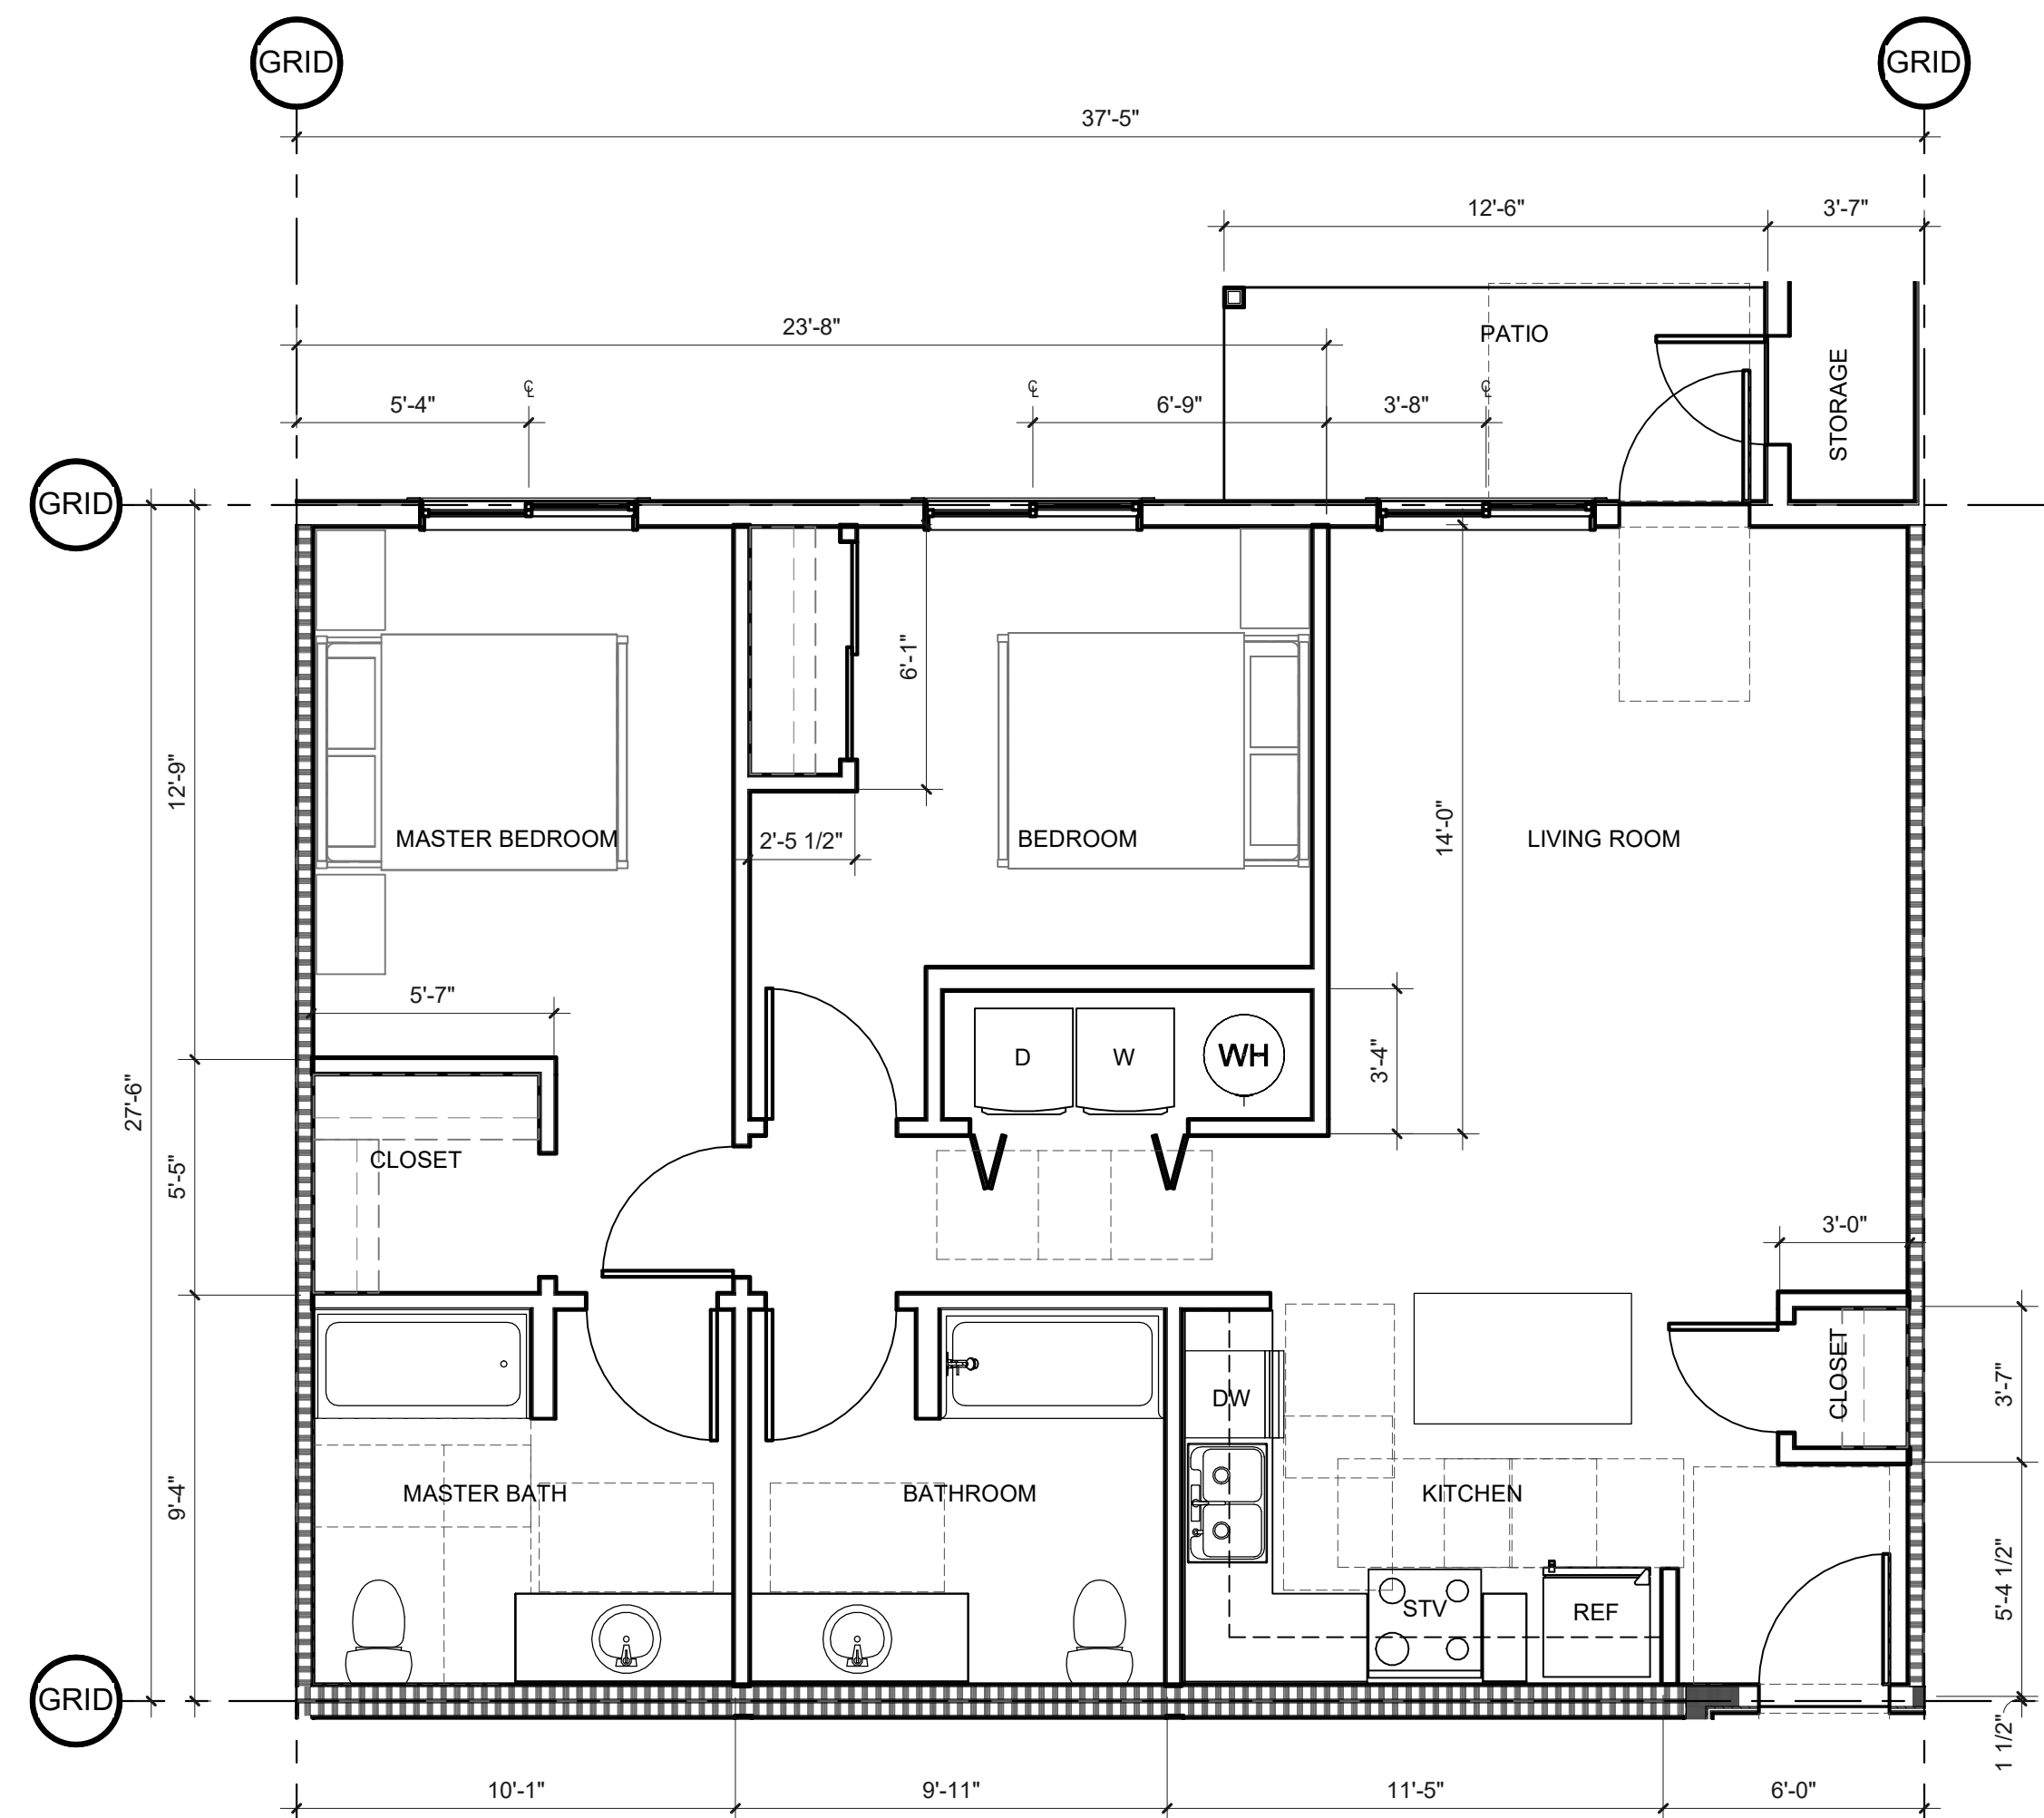 GRID
GRID
37'-5"
12'-6"
3'-7"
23'-8"
PATIO
STORAGE
℄
℄
℄
5'-4"
6'-9"
3'-8"
GRID
6'-1"
12'-9"
14'-0"
MASTER BEDROOM
2'-5 1/2"
BEDROOM
LIVING ROOM
5'-7"
D
W
WH
3'-4"
27'-6"
5'-5"
CLOSET
3'-0"
CLOSET
3'-7"
DW
9'-4"
MASTER BATH
BATHROOM
KITCHEN
STV
REF
5'-4 1/2"
GRID
1 1/2"
10'-1"
9'-11"
11'-5"
6'-0"